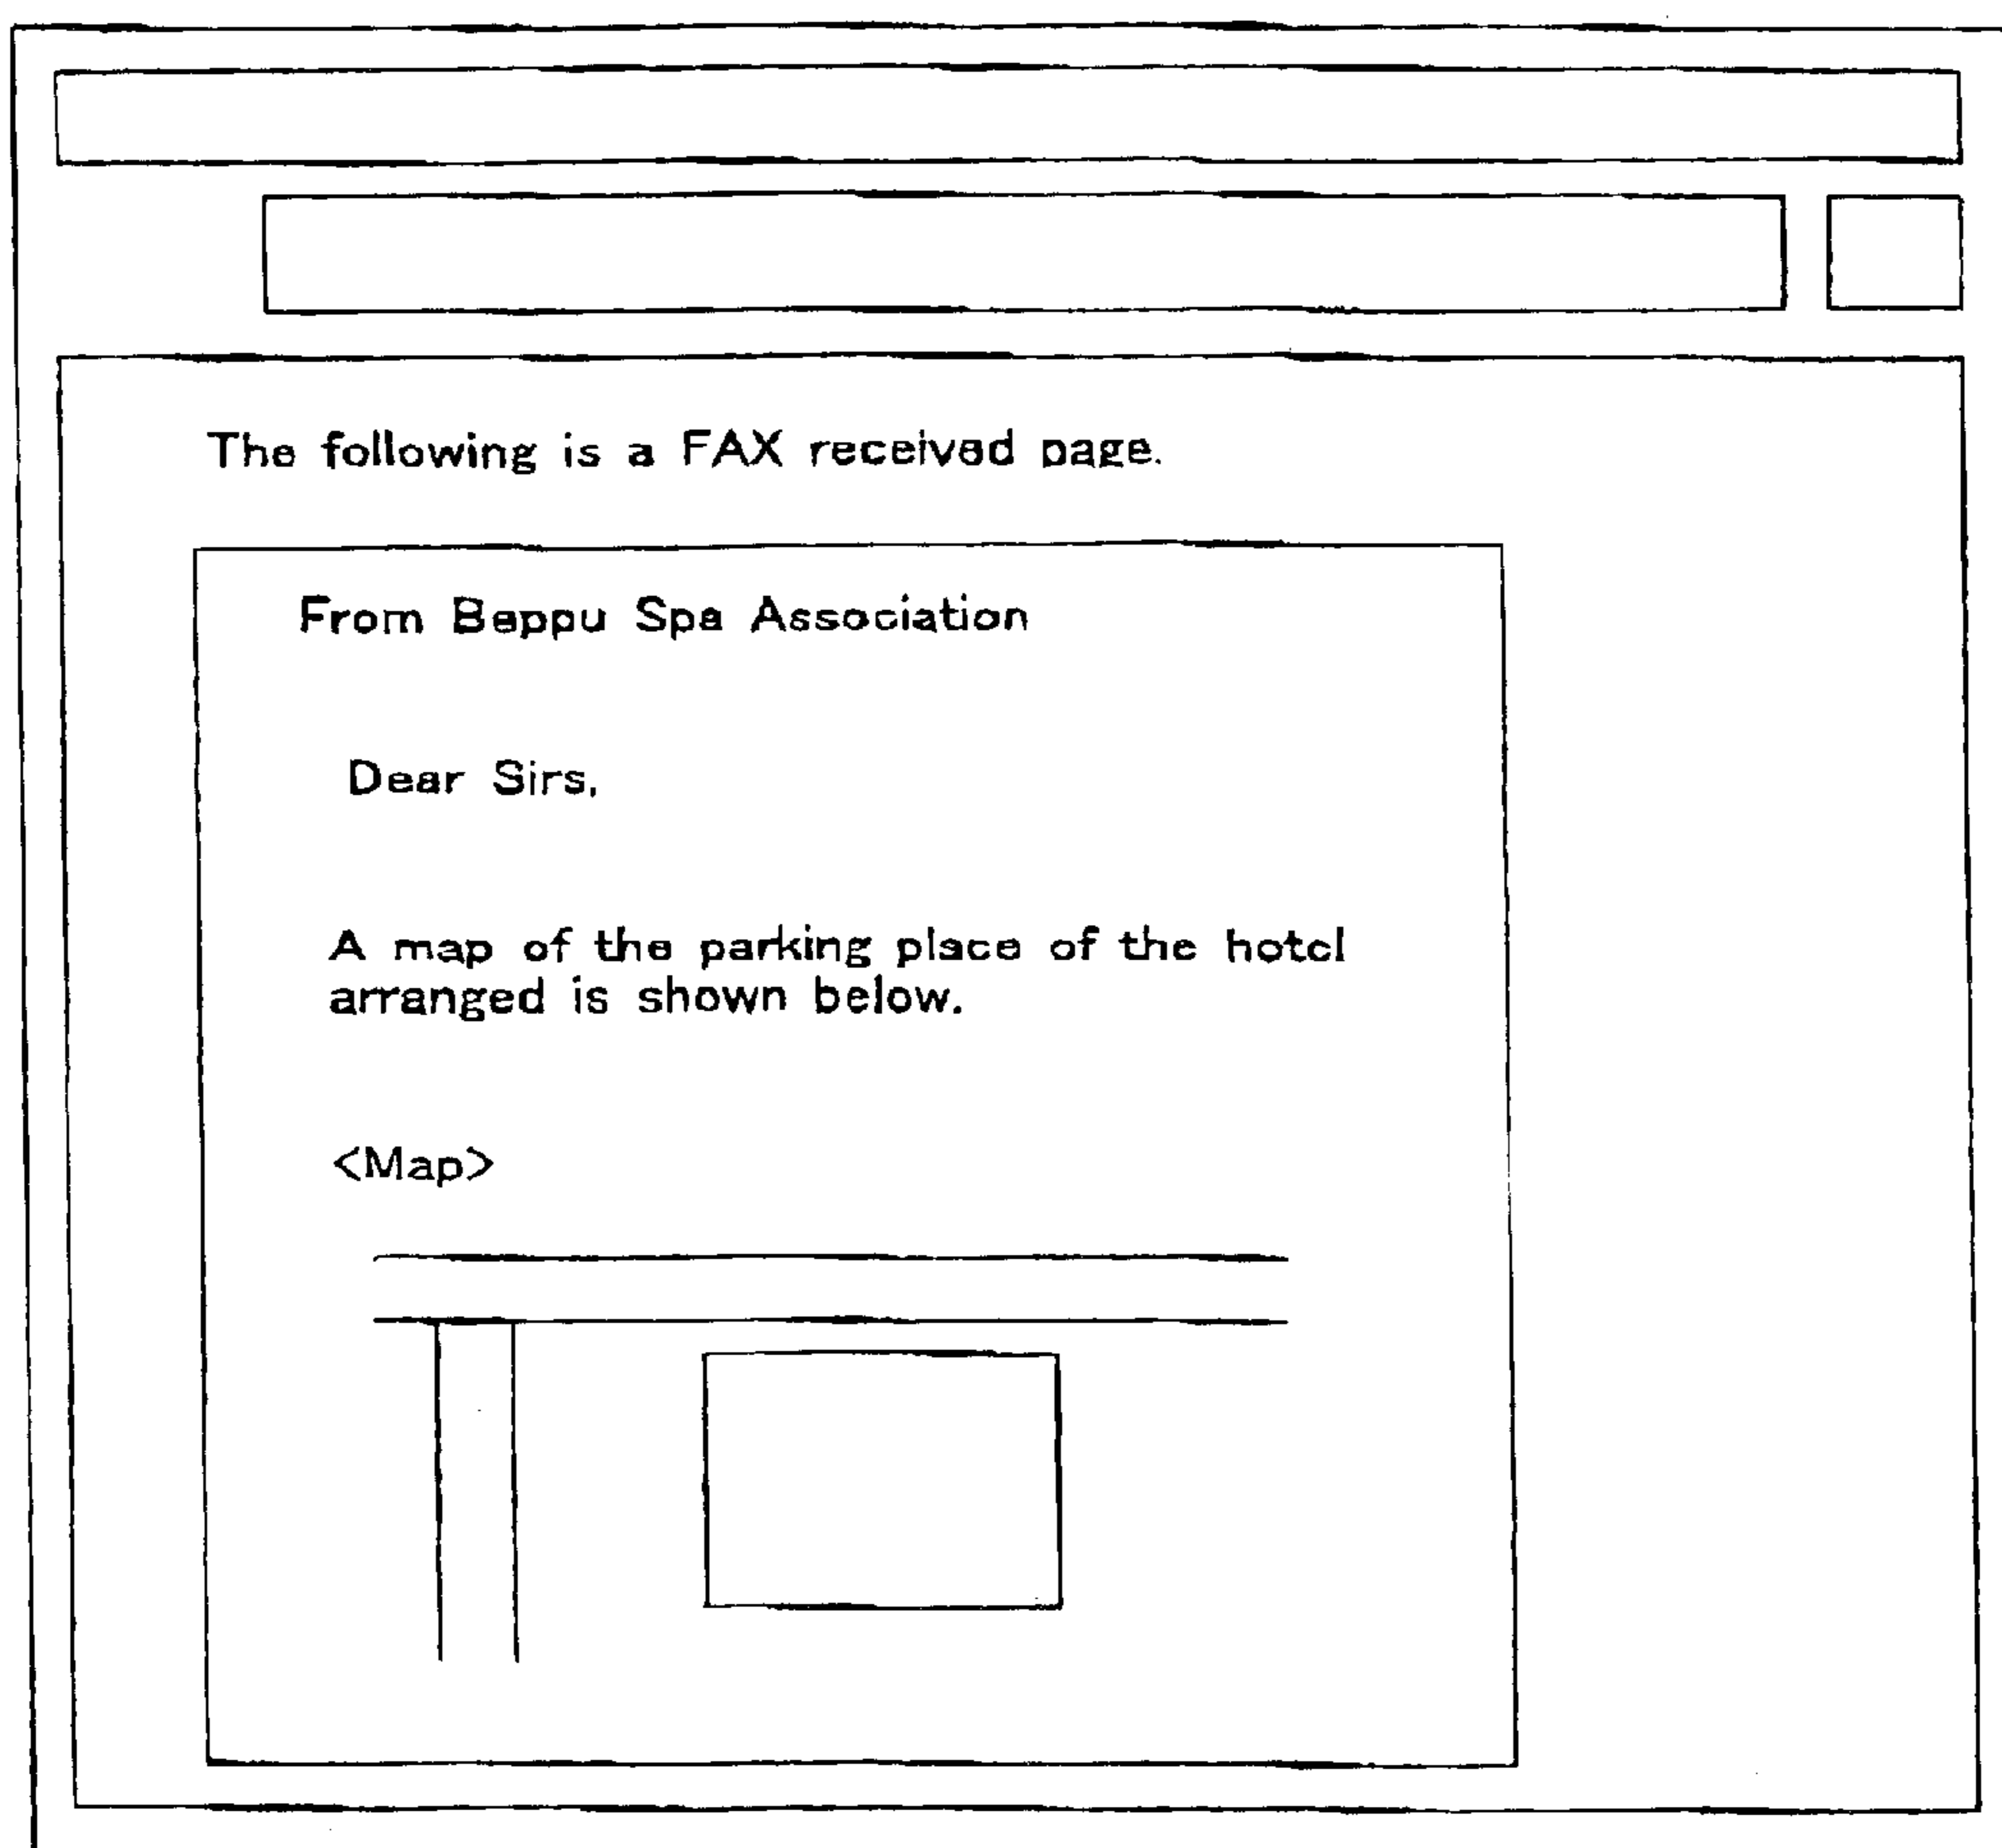 The following is a FAX received page.
From Beppu Spa Association
Dear Sirs,
A map of the parking place of the hotel
arranged is shown below.
<Map>